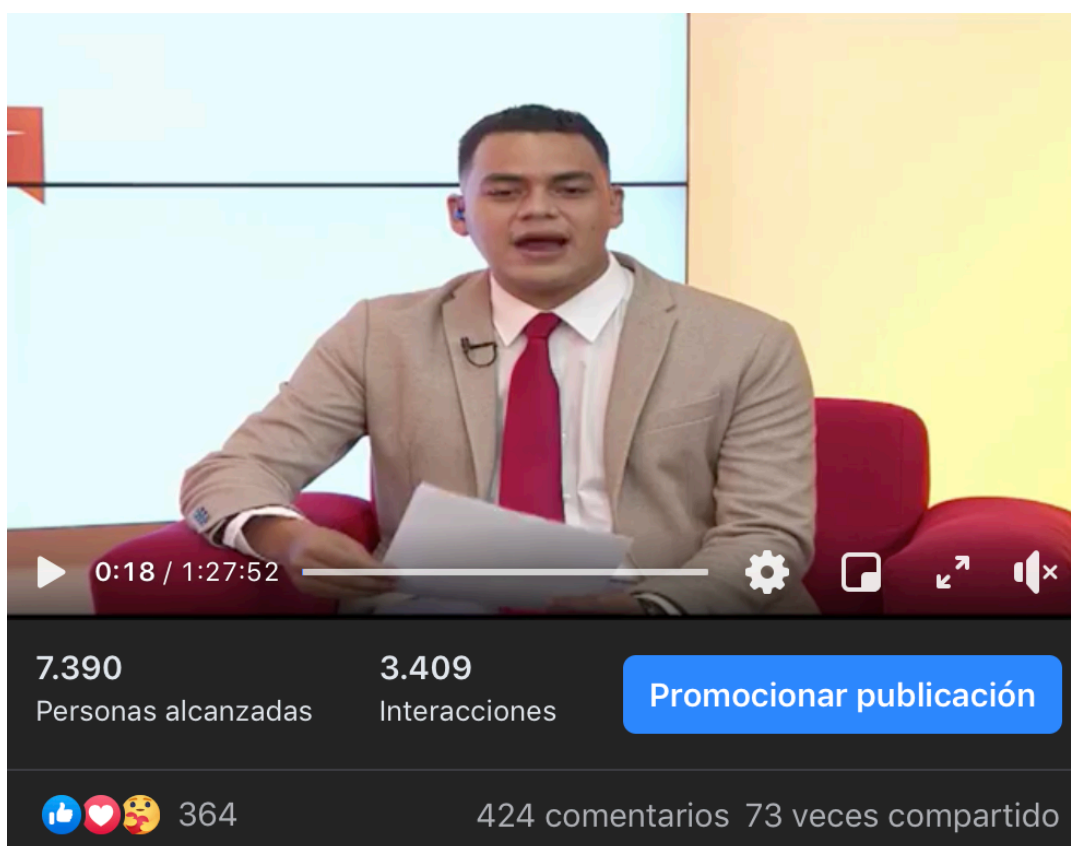 0:18 / 1:27:52
7.390
Personas alcanzadas
3.409
Interacciones
Promocionar publicación
364
424 comentarios 73 veces compartido